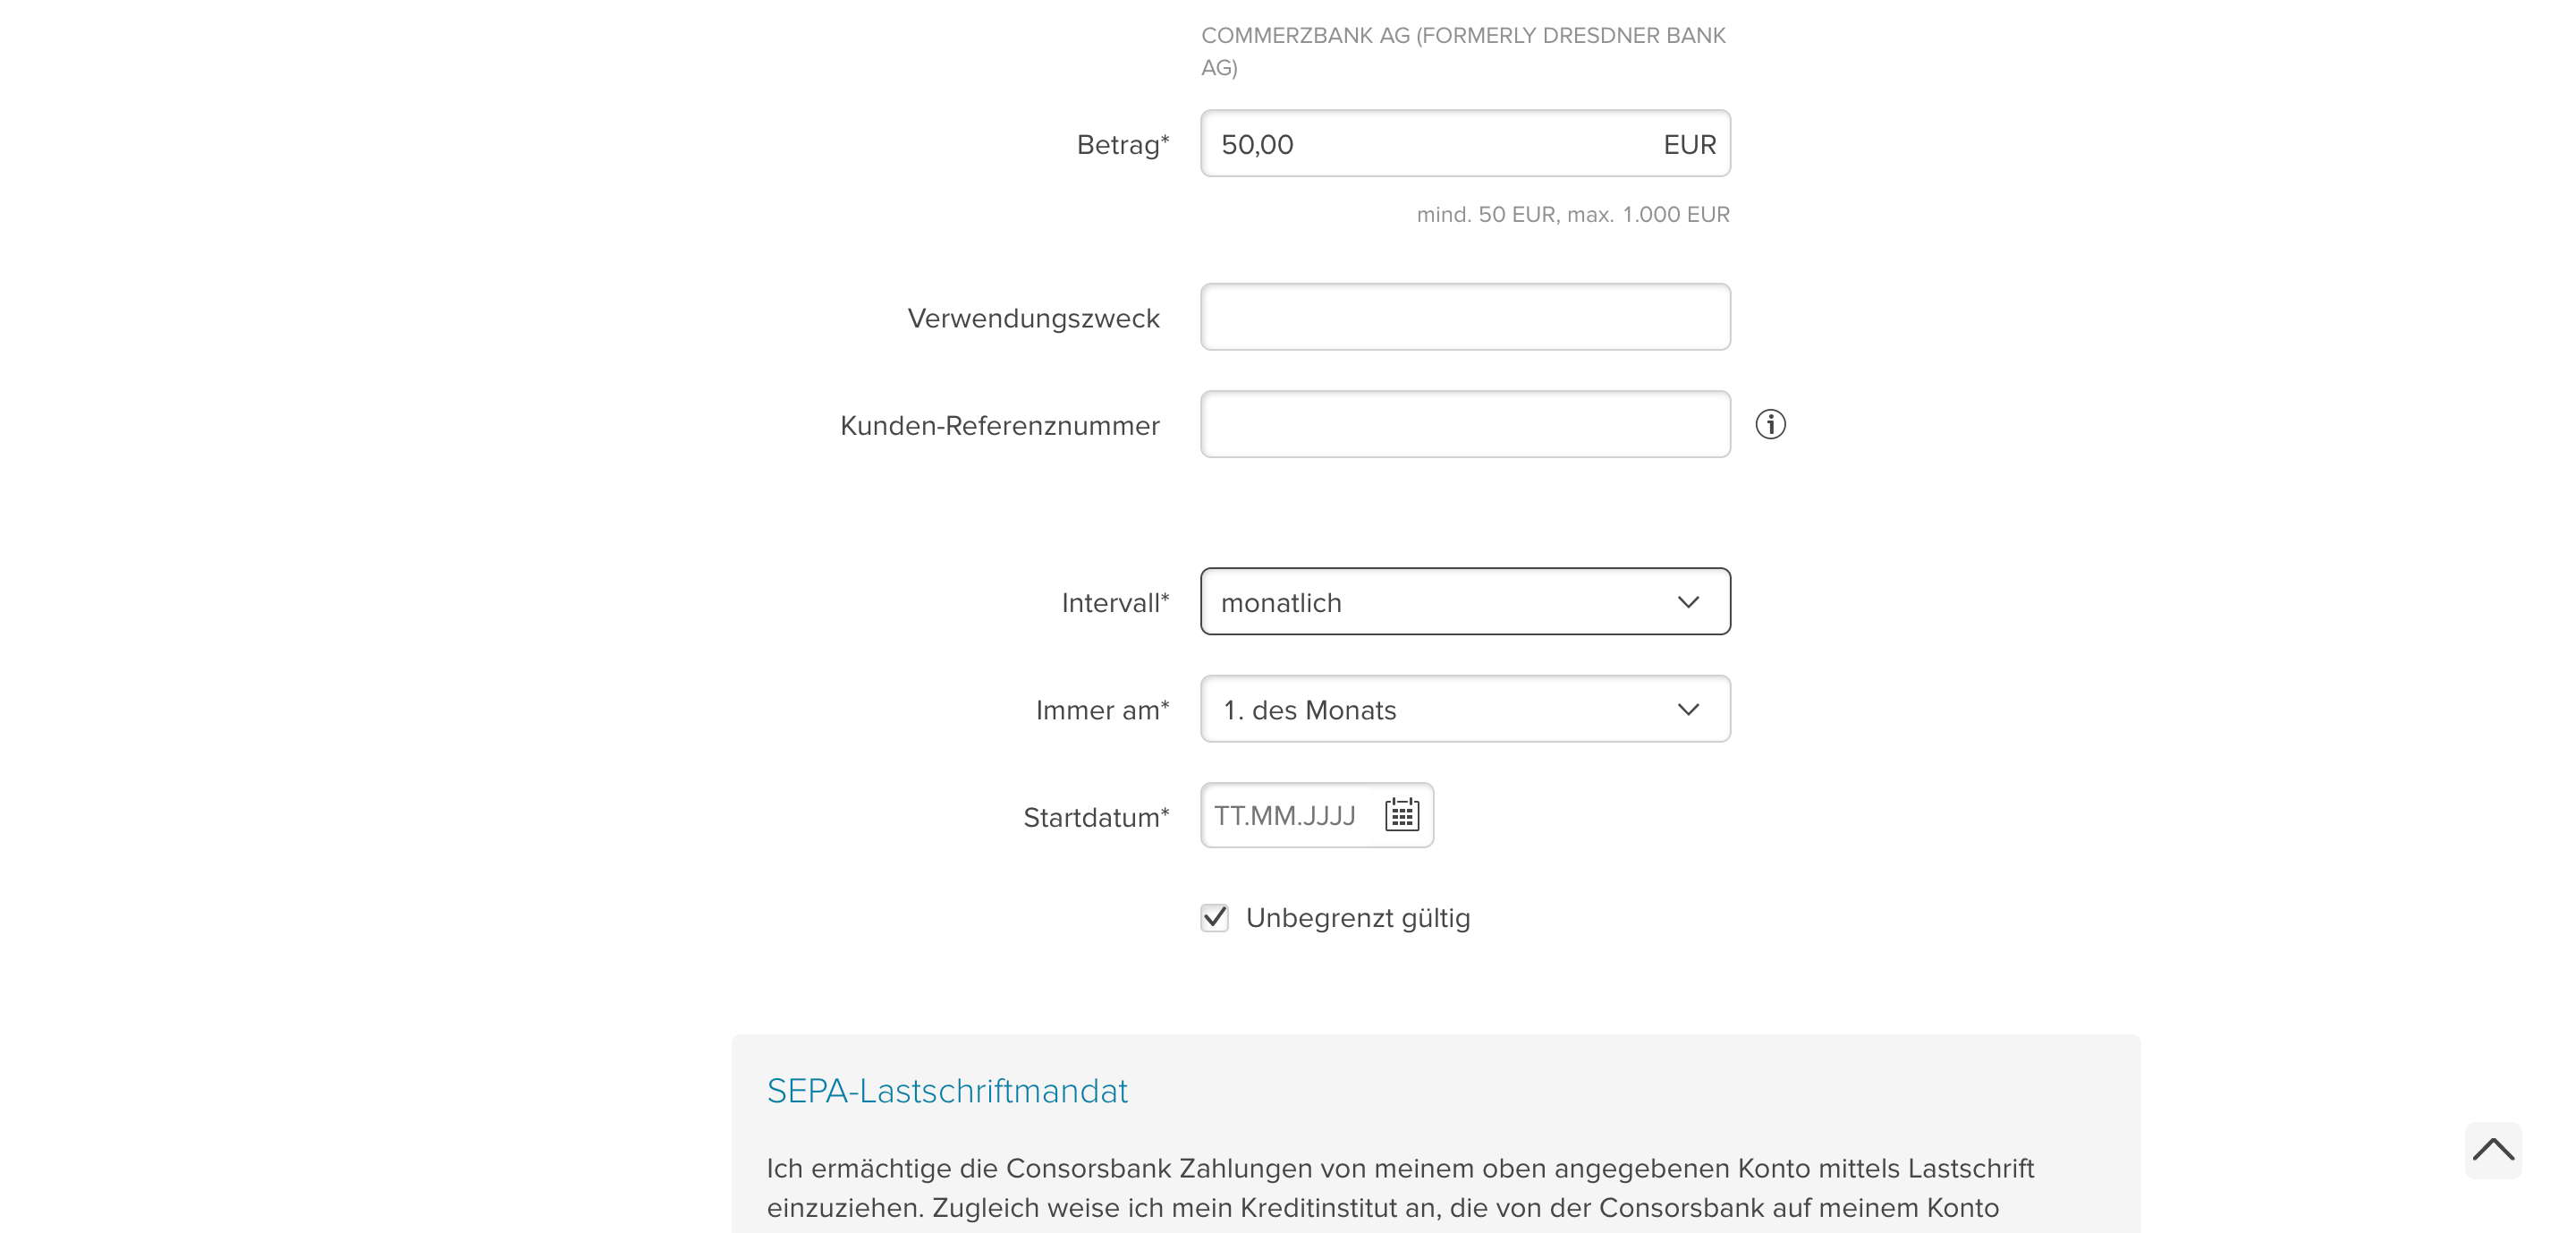 COMMERZBANK AG (FORMERLY DRESDNER BANK
AG)
Betrag* 50,00 EUR
mind. 50 EUR, max. 1.000 EUR
Verwendungszweck
Kunden-Referenznummer
Intervall* monatlich
Immer am* 1. des Monats
Startdatum* TT.MM.JJJJ
Unbegrenzt gültig
SEPA-Lastschriftmandat
Ich ermächtige die Consorsbank Zahlungen von meinem oben angegebenen Konto mittels Lastschrift
einzuziehen. Zugleich weise ich mein Kreditinstitut an, die von der Consorsbank auf meinem Konto